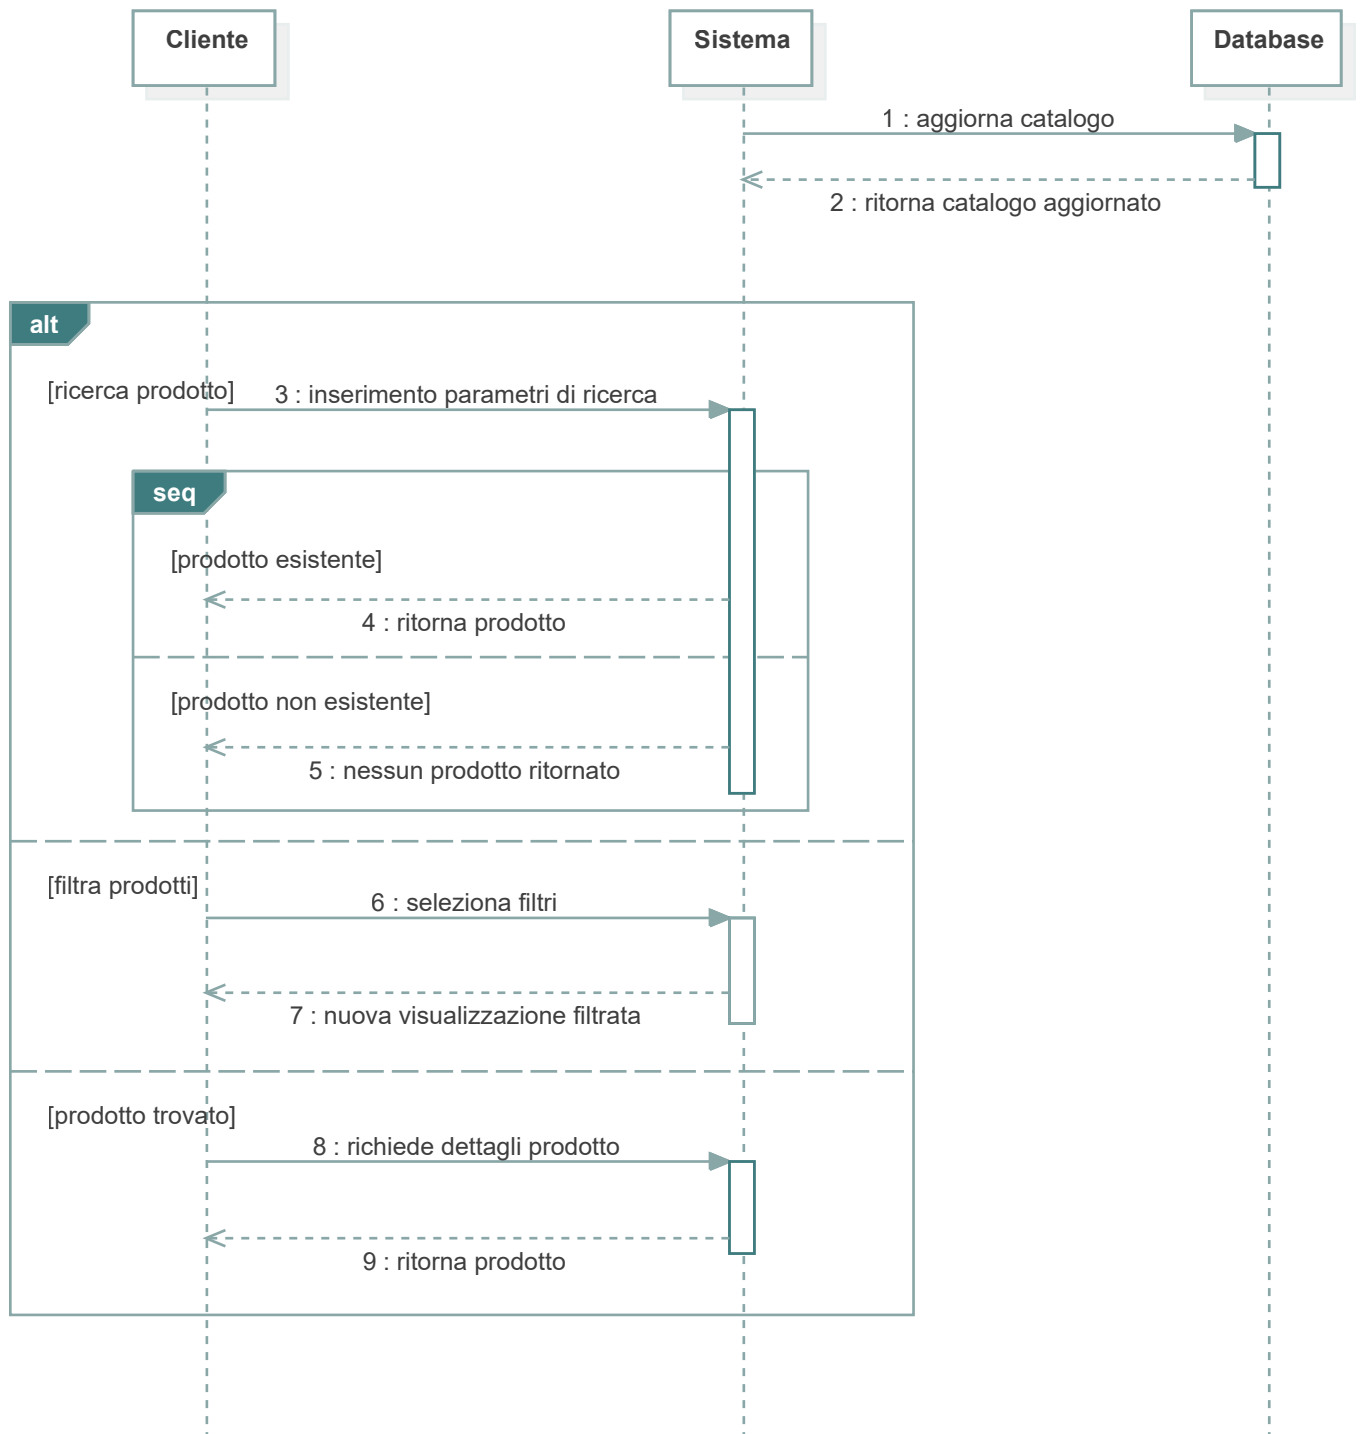 Cliente
Sistema
Database
1 : aggiorna catalogo
2 : ritorna catalogo aggiornato
alt
[ricerca prodotto]
3 : inserimento parametri di ricerca
seq
[prodotto esistente]
4 : ritorna prodotto
[prodotto non esistente]
5 : nessun prodotto ritornato
[filtra prodotti]
6 : seleziona filtri
7 : nuova visualizzazione filtrata
[prodotto trovato]
8 : richiede dettagli prodotto
9 : ritorna prodotto